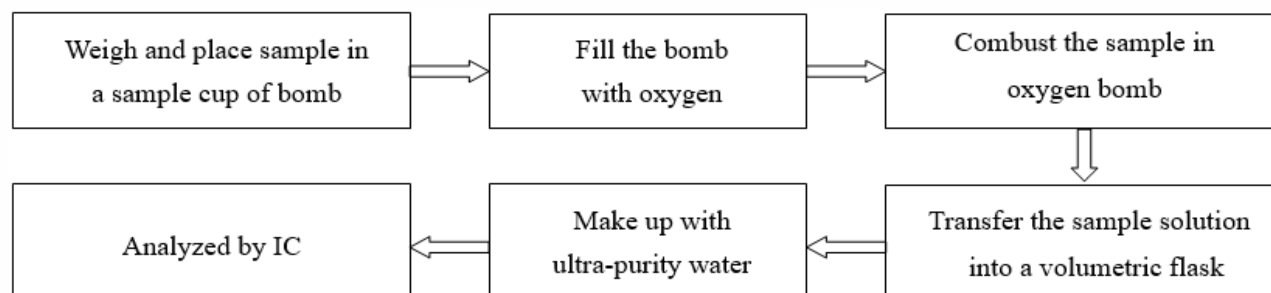 Weigh and place sample in
a sample cup of bomb
Fill the bomb
with oxygen
Combust the sample in
oxygen bomb
Transfer the sample solution
into a volumetric flask
Make up with
ultra-purity water
Analyzed by IC